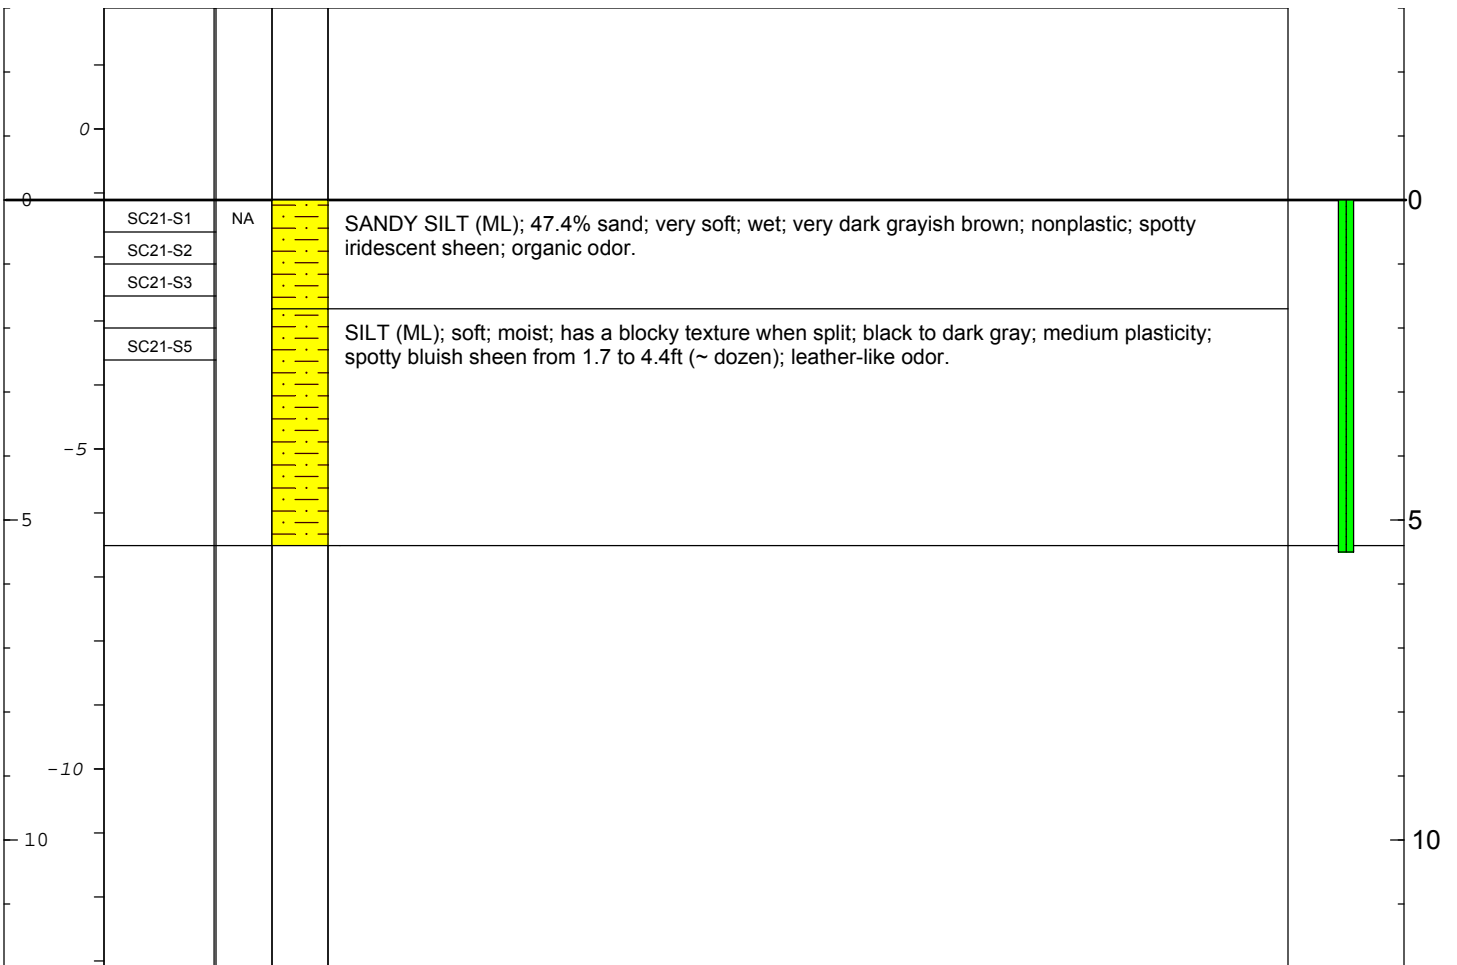 0
0
0
SC21-S1
NA
SANDY SILT (ML); 47.4% sand; very soft; wet; very dark grayish brown; nonplastic; spotty
iridescent sheen; organic odor.
SC21-S2
SC21-S3
SILT (ML); soft; moist; has a blocky texture when split; black to dark gray; medium plasticity;
spotty bluish sheen from 1.7 to 4.4ft (~ dozen); leather-like odor.
SC21-S5
-5
5
5
-10
10
10